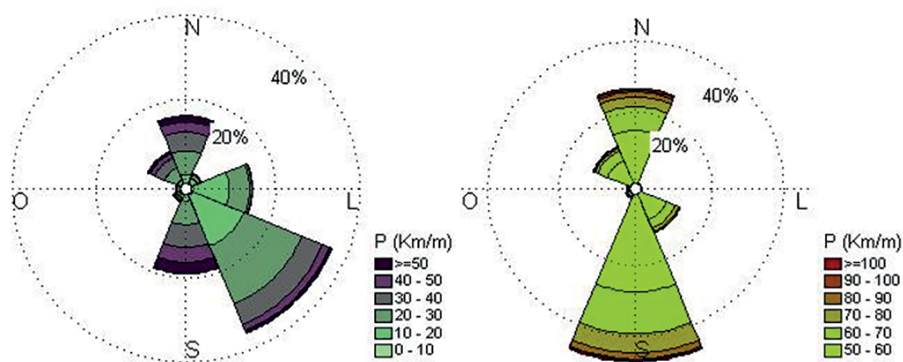 N
40%
20%
O
L
S
P (Km/m)
>=50
40 - 50
30 - 40
20 - 30
10 - 20
0 - 10
N
40%
20%
O
L
S
P (Km/m)
>=100
90 - 100
80 - 90
70 - 80
60 - 70
50 - 60